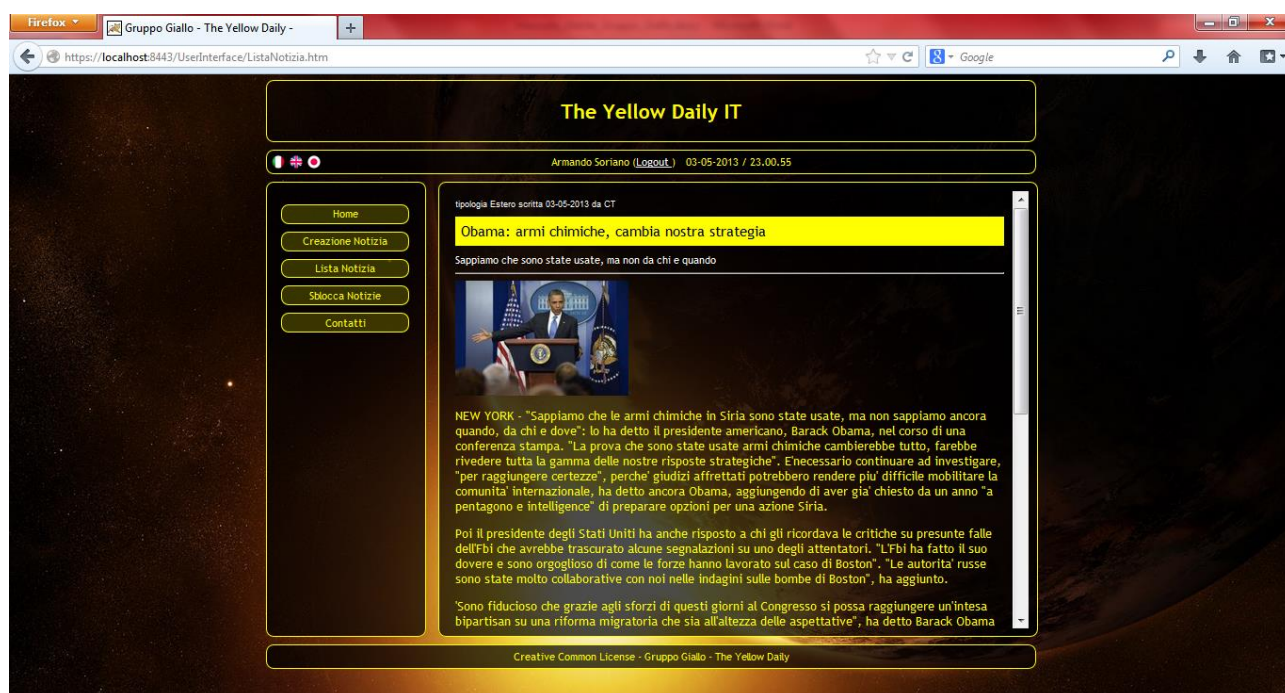 Firefox
Gruppo Giallo - The Yellow Daily -
https://localhost:8443/UserInterface/ListaNotizia.htm
Google
The Yellow Daily IT
Armando Soriano (Logout ) 03-05-2013 / 23.00.55
Home
Creazione Notizia
Lista Notizia
Sblocca Notizie
Contatti
tipologia Estero scritta 03-05-2013 da CT
Obama: armi chimiche, cambia nostra strategia
Sappiamo che sono state usate, ma non da chi e quando
NEW YORK - "Sappiamo che le armi chimiche in Siria sono state usate, ma non sappiamo ancora
quando, da chi e dove": lo ha detto il presidente americano, Barack Obama, nel corso di una
conferenza stampa. "La prova che sono state usate armi chimiche cambierebbe tutto, farebbe
rivedere tutta la gamma delle nostre risposte strategiche". E'necessario continuare ad investigare,
"per raggiungere certezze", perche' giudizi affrettati potrebbero rendere piu' difficile mobilitare la
comunita' internazionale, ha detto ancora Obama, aggiungendo di aver gia' chiesto da un anno "a
pentagono e intelligence" di preparare opzioni per una azione Siria.
Poi il presidente degli Stati Uniti ha anche risposto a chi gli ricordava le critiche su presunte falle
dell'Fbi che avrebbe trascurato alcune segnalazioni su uno degli attentatori. "L'Fbi ha fatto il suo
dovere e sono orgoglioso di come le forze hanno lavorato sul caso di Boston". "Le autorita' russe
sono state molto collaborative con noi nelle indagini sulle bombe di Boston", ha aggiunto.
'Sono fiducioso che grazie agli sforzi di questi giorni al Congresso si possa raggiungere un'intesa
bipartisan su una riforma migratoria che sia all'altezza delle aspettative", ha detto Barack Obama
Creative Common License - Gruppo Giallo - The Yellow Daily